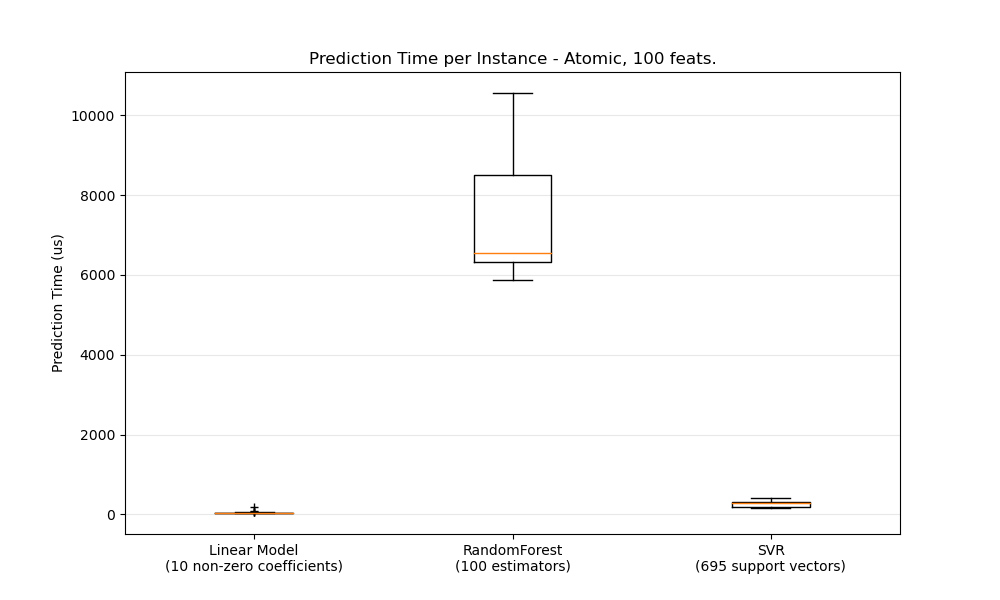 Prediction Time per Instance - Atomic, 100 feats.
Prediction Time (us)
10000
8000
6000
4000
2000
0
Linear Model
(10 non-zero coefficients)
RandomForest
(100 estimators)
SVR
(695 support vectors)